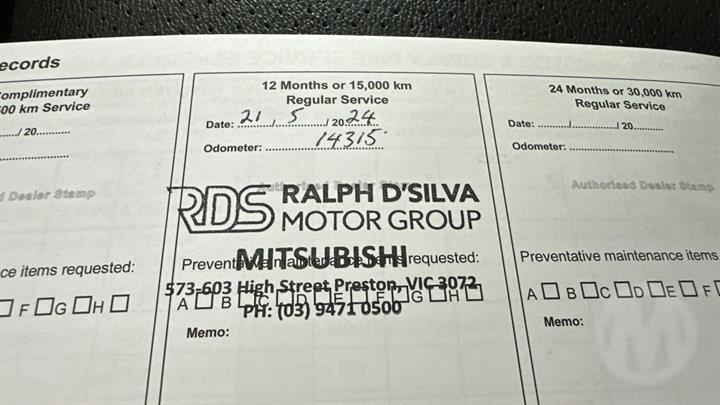 ecords
omplimentary
00 km Service
..../ 20...........
d Dealer Stamp
ce items requested:
F G H
12 Months or 15,000 km
Regular Service
Date: 21 / 5 / 20 24
Odometer: 14315
RDS RALPH D'SILVA
MOTOR GROUP
MITSUBISHI
Preventative maintenance items requested:
573-603 High Street Preston, VIC 3072
A B C D E F G H
PH: (03) 9471 0500
Memo:
24 Months or 30,000 km
Regular Service
Date: ........../............/ 20..........
Odometer: ....................................
Authorised Dealer Stamp
Preventative maintenance items
A B C D E F
Memo:
M